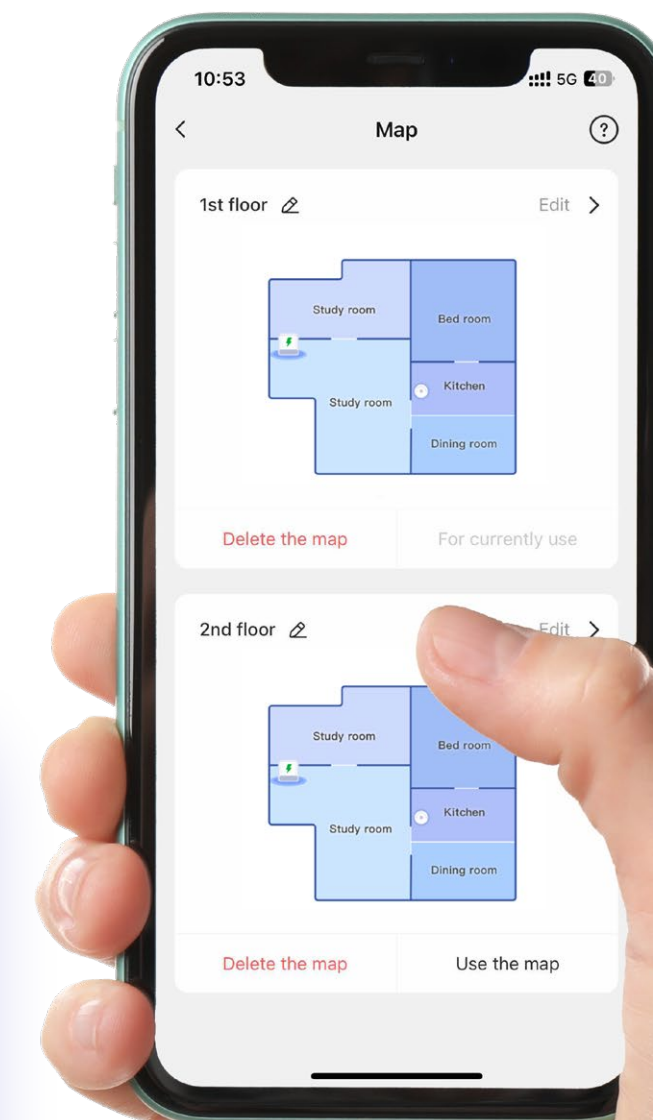 10:53 5G 40
Map
1st floor Edit
Study room
Bed room
Kitchen
Study room
Dining room
Delete the map For currently use
2nd floor Edit
Study room
Bed room
Kitchen
Study room
Dining room
Delete the map Use the map